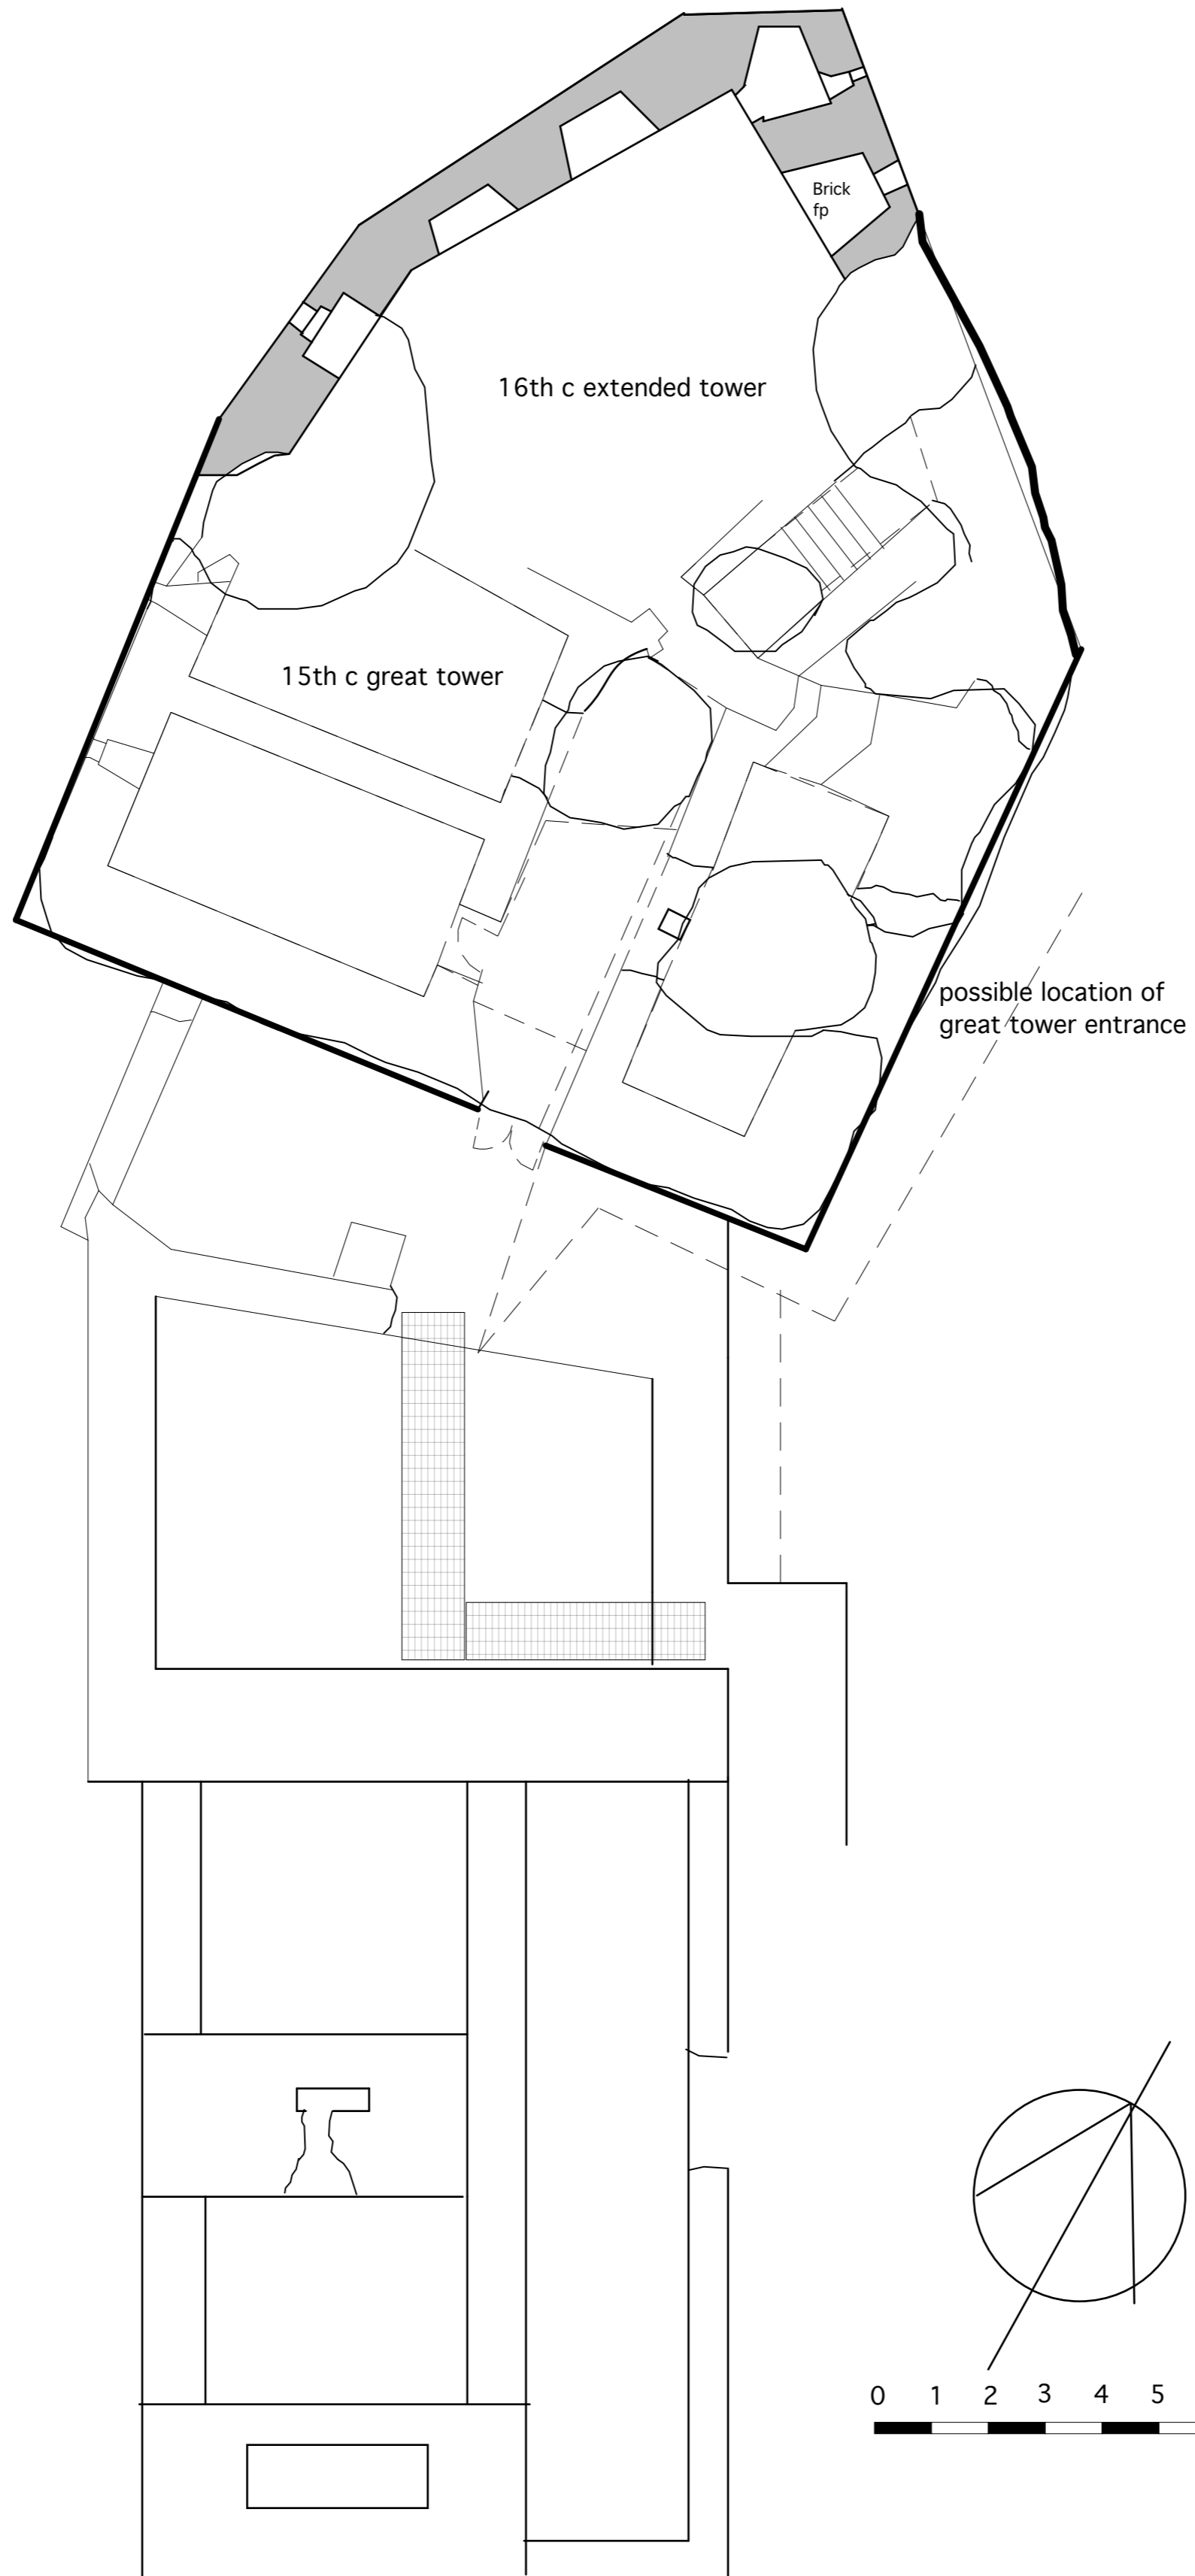 Brick
fp
16th c extended tower
15th c great tower
possible location of
great tower entrance
0 1 2 3 4 5